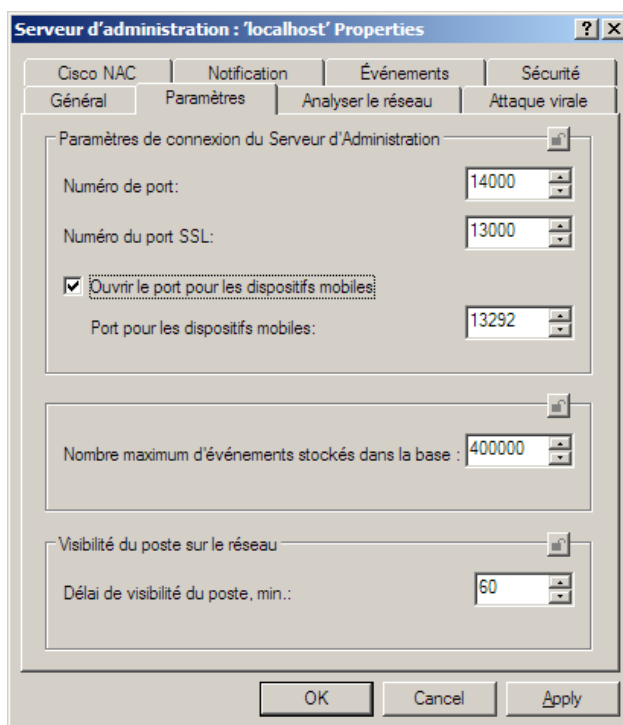 Serveur d'administration : 'localhost' Properties
Cisco NAC Notification Événements Sécurité
Général Paramètres Analyser le réseau Attaque virale
Paramètres de connexion du Serveur d'Administration
Numéro de port: 14000
Numéro du port SSL: 13000
Ouvrir le port pour les dispositifs mobiles
Port pour les dispositifs mobiles: 13292
Nombre maximum d'événements stockés dans la base : 400000
Visibilité du poste sur le réseau
Délai de visibilité du poste, min.: 60
OK Cancel Apply